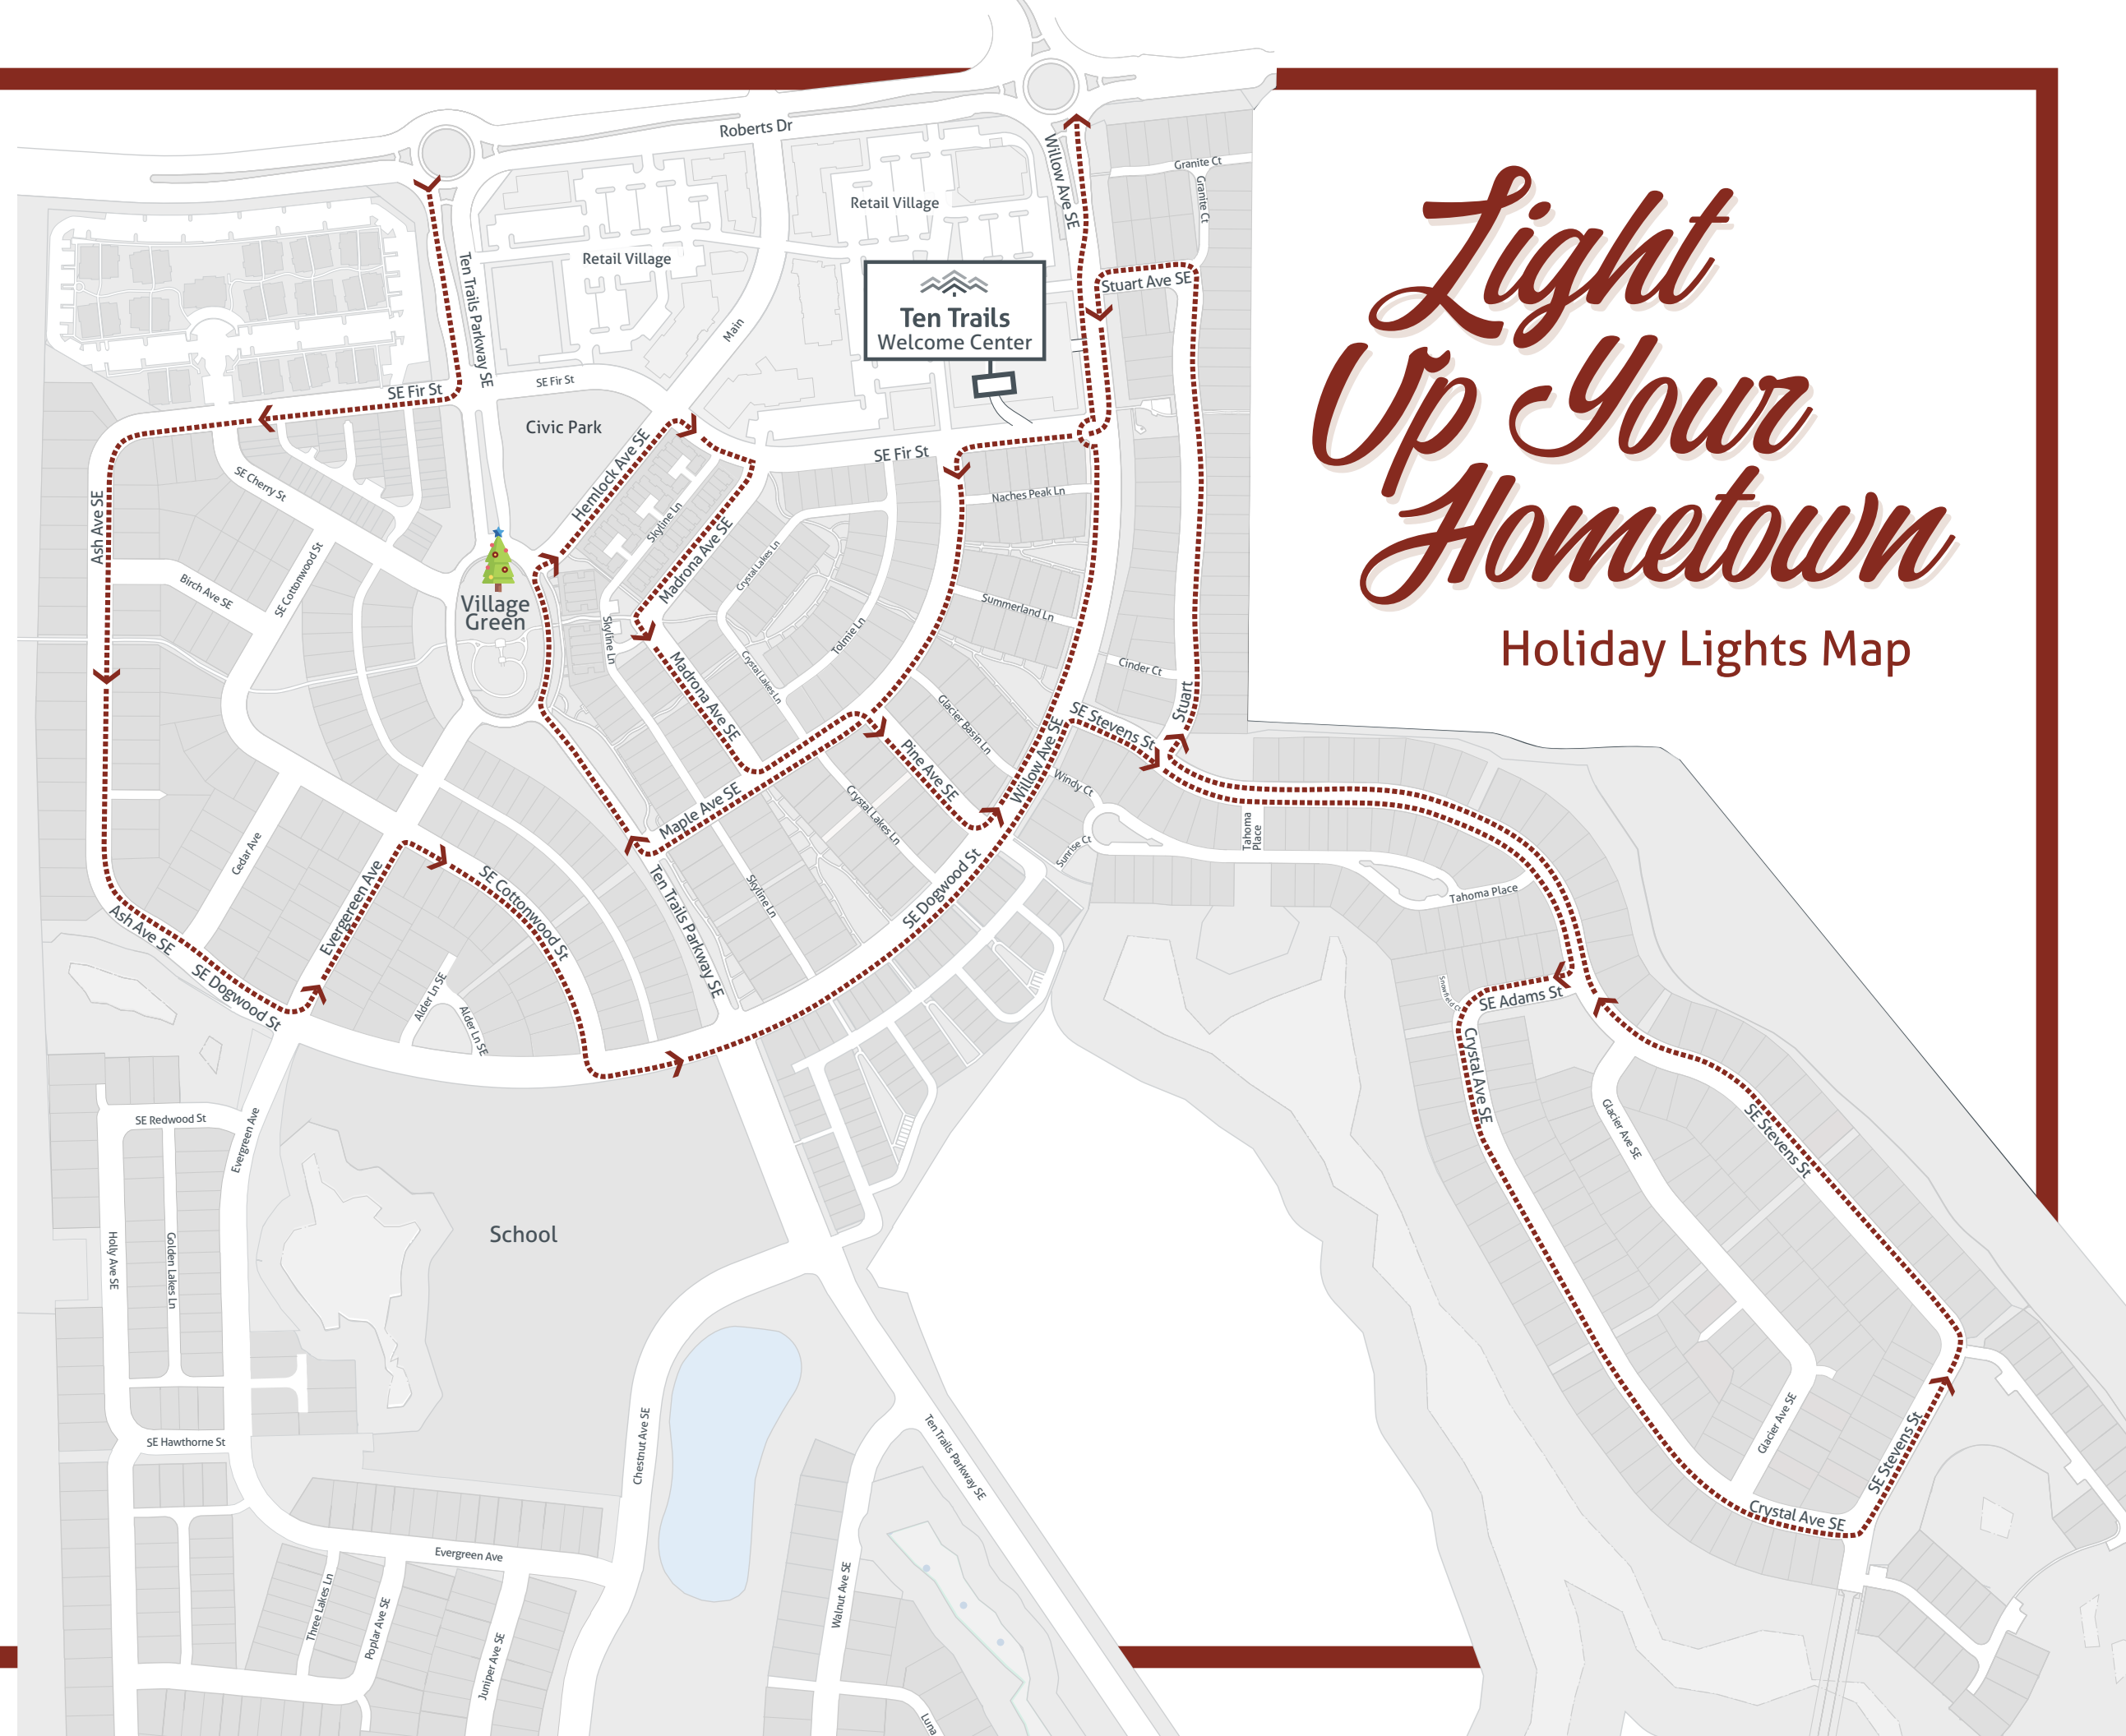 Light
Up Your
Hometown
Holiday Lights Map
Roberts Dr
Willow Ave SE
Granite Ct
Granite Ct
Retail Village
Retail Village
Ten Trails Parkway SE
Stuart Ave SE
Ten Trails
Welcome Center
Main
SE Fir St
SE Fir St
Civic Park
Hemlock Ave SE
SE Fir St
SE Cherry St
Ash Ave SE
Skyline Ln
Naches Peak Ln
Madrona Ave SE
Crystal Lakes Ln
Birch Ave SE
SE Cottonwood St
Village
Green
Skyline Ln
Summerland Ln
Tolmie Ln
Cinder Ct
Madrona Ave SE
Crystal Lakes Ln
Stuart
Glacier Basin Ln
SE Stevens St
Willow Ave SE
Pine Ave SE
Windy Ct
Maple Ave SE
Crystal Lakes Ln
Tahoma
Place
Sunrise Ct
Cedar Ave
Evergereen Ave
SE Cottonwood St
Skyline Ln
SE Dogwood St
Tahoma Place
Ten Trails Parkway SE
Ash Ave SE
SE Dogwood St
Alder Ln SE
Alder Ln SE
SE Adams St
Crystal Ave SE
SE Redwood St
Evergreen Ave
Glacier Ave SE
SE Stevens St
School
Holly Ave SE
Golden Lakes Ln
SE Hawthorne St
Chestnut Ave SE
Ten Trails Parkway SE
Glacier Ave SE
SE Stevens St
Crystal Ave SE
Evergreen Ave
Three Lakes Ln
Poplar Ave SE
Juniper Ave SE
Walnut Ave SE
Luna